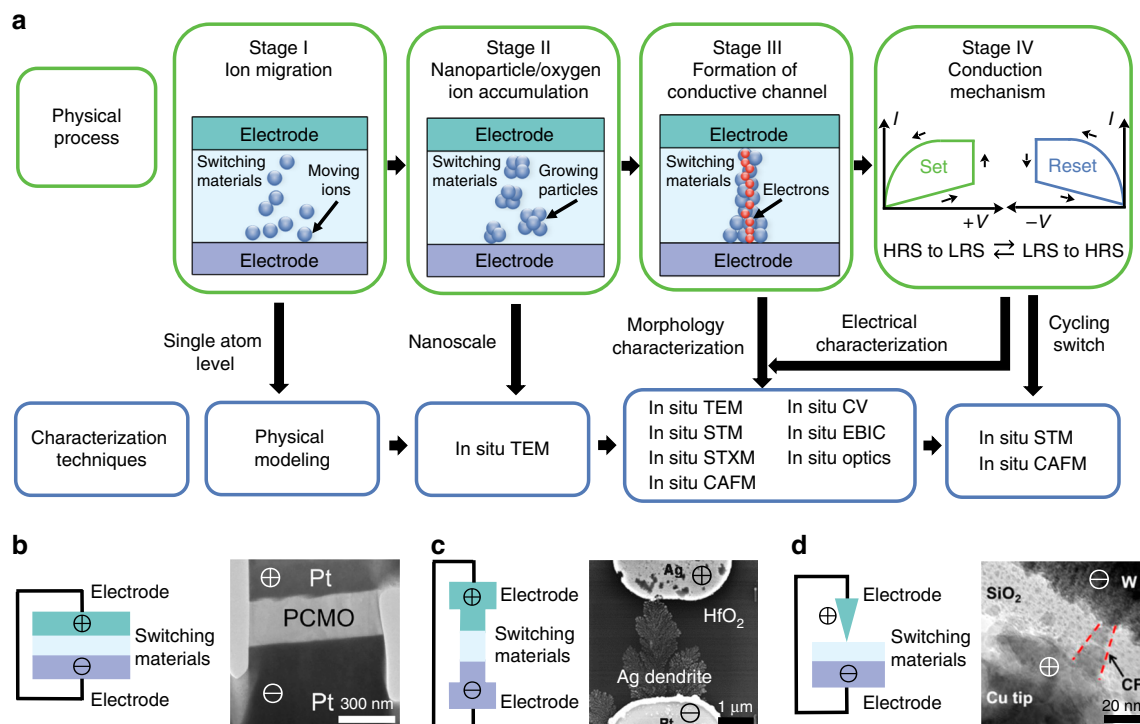 a
Physical
process
Stage I
Ion migration
Electrode
Switching
materials
Moving
ions
Electrode
Stage II
Nanoparticle/oxygen
ion accumulation
Electrode
Switching
materials
Growing
particles
Electrode
Stage III
Formation of
conductive channel
Electrode
Switching
materials
Electrons
Electrode
Stage IV
Conduction
mechanism
I
I
Set
Reset
+V
−V
HRS to LRS ⇄ LRS to HRS
Single atom
level
Nanoscale
Morphology
characterization
Electrical
characterization
Cycling
switch
Characterization
techniques
Physical
modeling
In situ TEM
In situ TEM
In situ STM
In situ STXM
In situ CAFM
In situ CV
In situ EBIC
In situ optics
In situ STM
In situ CAFM
b
Electrode
⊕
Switching
materials
⊖
Electrode
⊕
Pt
PCMO
⊖
Pt
300 nm
c
Electrode
⊕
Switching
materials
⊖
Electrode
Ag
⊕
HfO2
Ag dendrite
Pt
⊖
1 µm
d
Electrode
⊕
Switching
materials
⊖
Electrode
⊖
W
SiO2
⊕
Cu tip
CF
20 nm